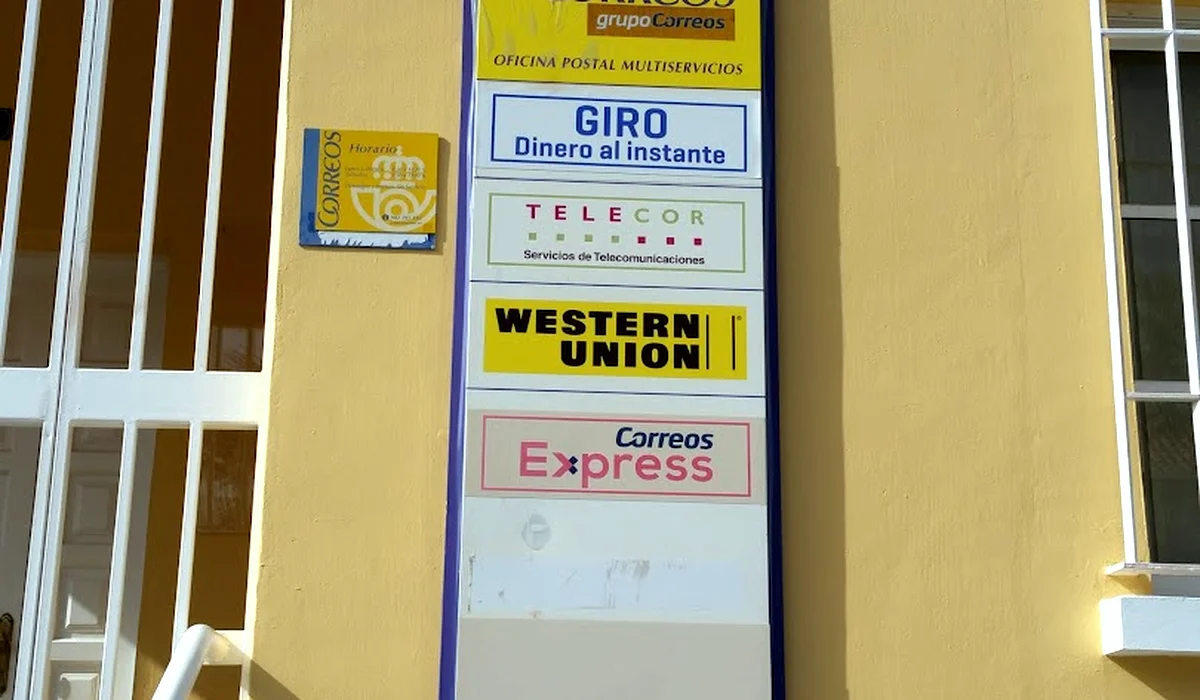 CORREOS
Horario
grupoCorreos
OFICINA POSTAL MULTISERVICIOS
GIRO
Dinero al instante
TELECOR
Servicios de Telecomunicaciones
WESTERN
UNION
Correos
Express